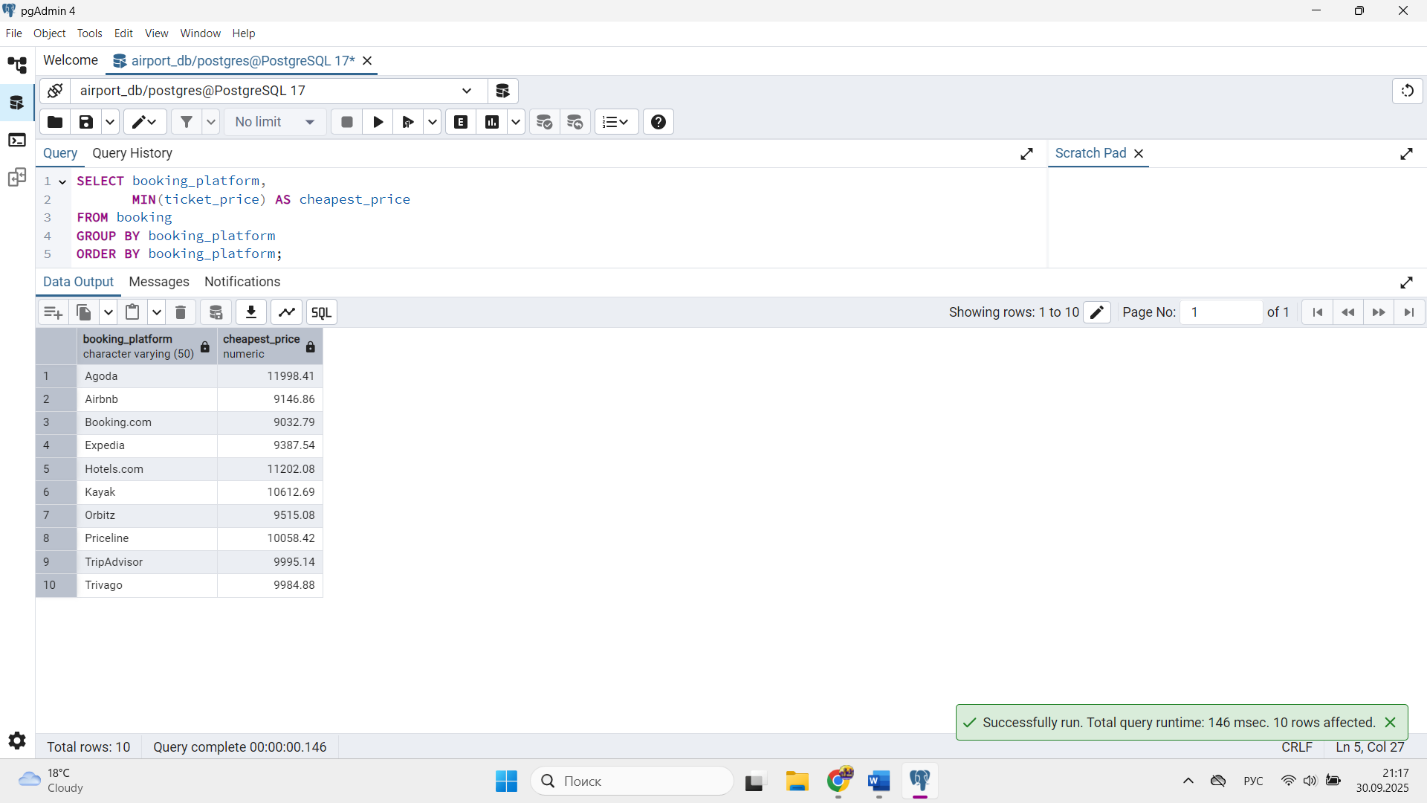 pgAdmin 4
File Object Tools Edit View Window Help
Welcome airport_db/postgres@PostgreSQL 17*
airport_db/postgres@PostgreSQL 17
No limit
E
Query Query History
Scratch Pad
1 SELECT booking_platform,
2 MIN(ticket_price) AS cheapest_price
3 FROM booking
4 GROUP BY booking_platform
5 ORDER BY booking_platform;
Data Output Messages Notifications
SQL Showing rows: 1 to 10 Page No: 1 of 1
booking_platform cheapest_price
character varying (50) numeric
1 Agoda 11998.41
2 Airbnb 9146.86
3 Booking.com 9032.79
4 Expedia 9387.54
5 Hotels.com 11202.08
6 Kayak 10612.69
7 Orbitz 9515.08
8 Priceline 10058.42
9 TripAdvisor 9995.14
10 Trivago 9984.88
Successfully run. Total query runtime: 146 msec. 10 rows affected.
Total rows: 10 Query complete 00:00:00.146 CRLF Ln 5, Col 27
18°C
Cloudy
Поиск
РУС
21:17
30.09.2025